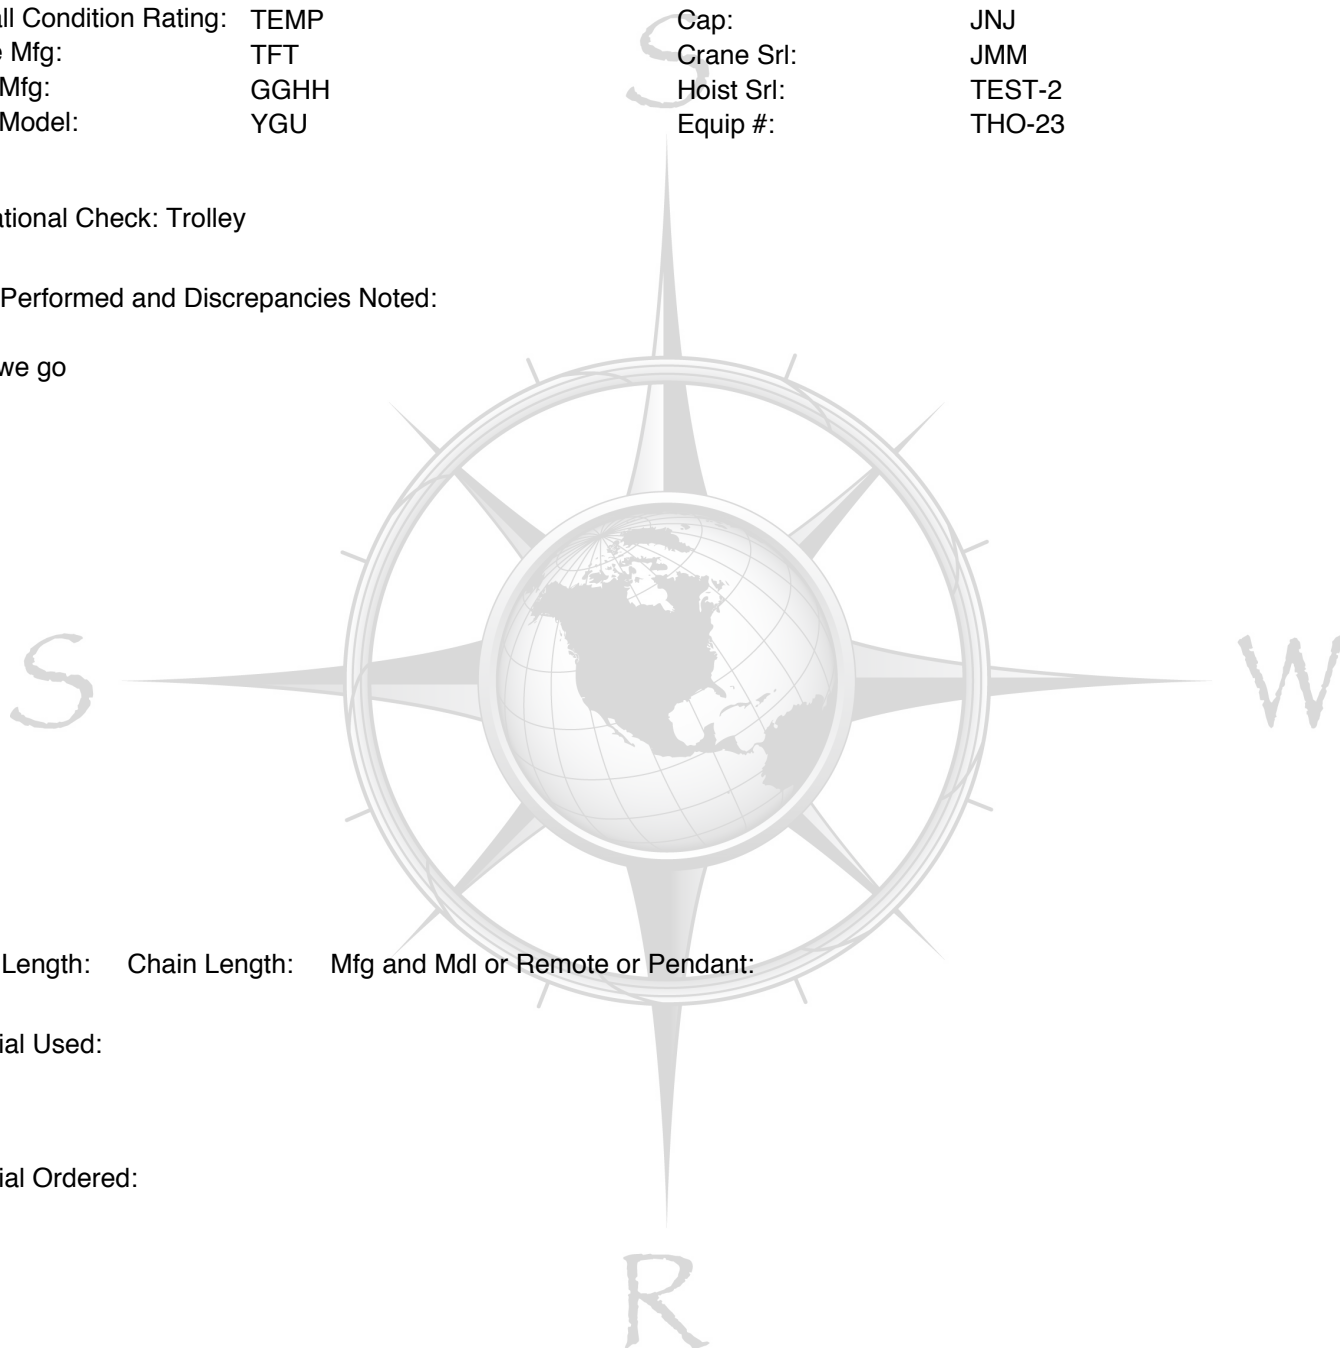 all Condition Rating: TEMP Cap: JNJ
e Mfg: TFT Crane Srl: JMM
Mfg: GGHH Hoist Srl: TEST-2
Model: YGU Equip #: THO-23
S
ational Check: Trolley
Performed and Discrepancies Noted:
we go
S W
Length: Chain Length: Mfg and Mdl or Remote or Pendant:
ial Used:
ial Ordered:
R